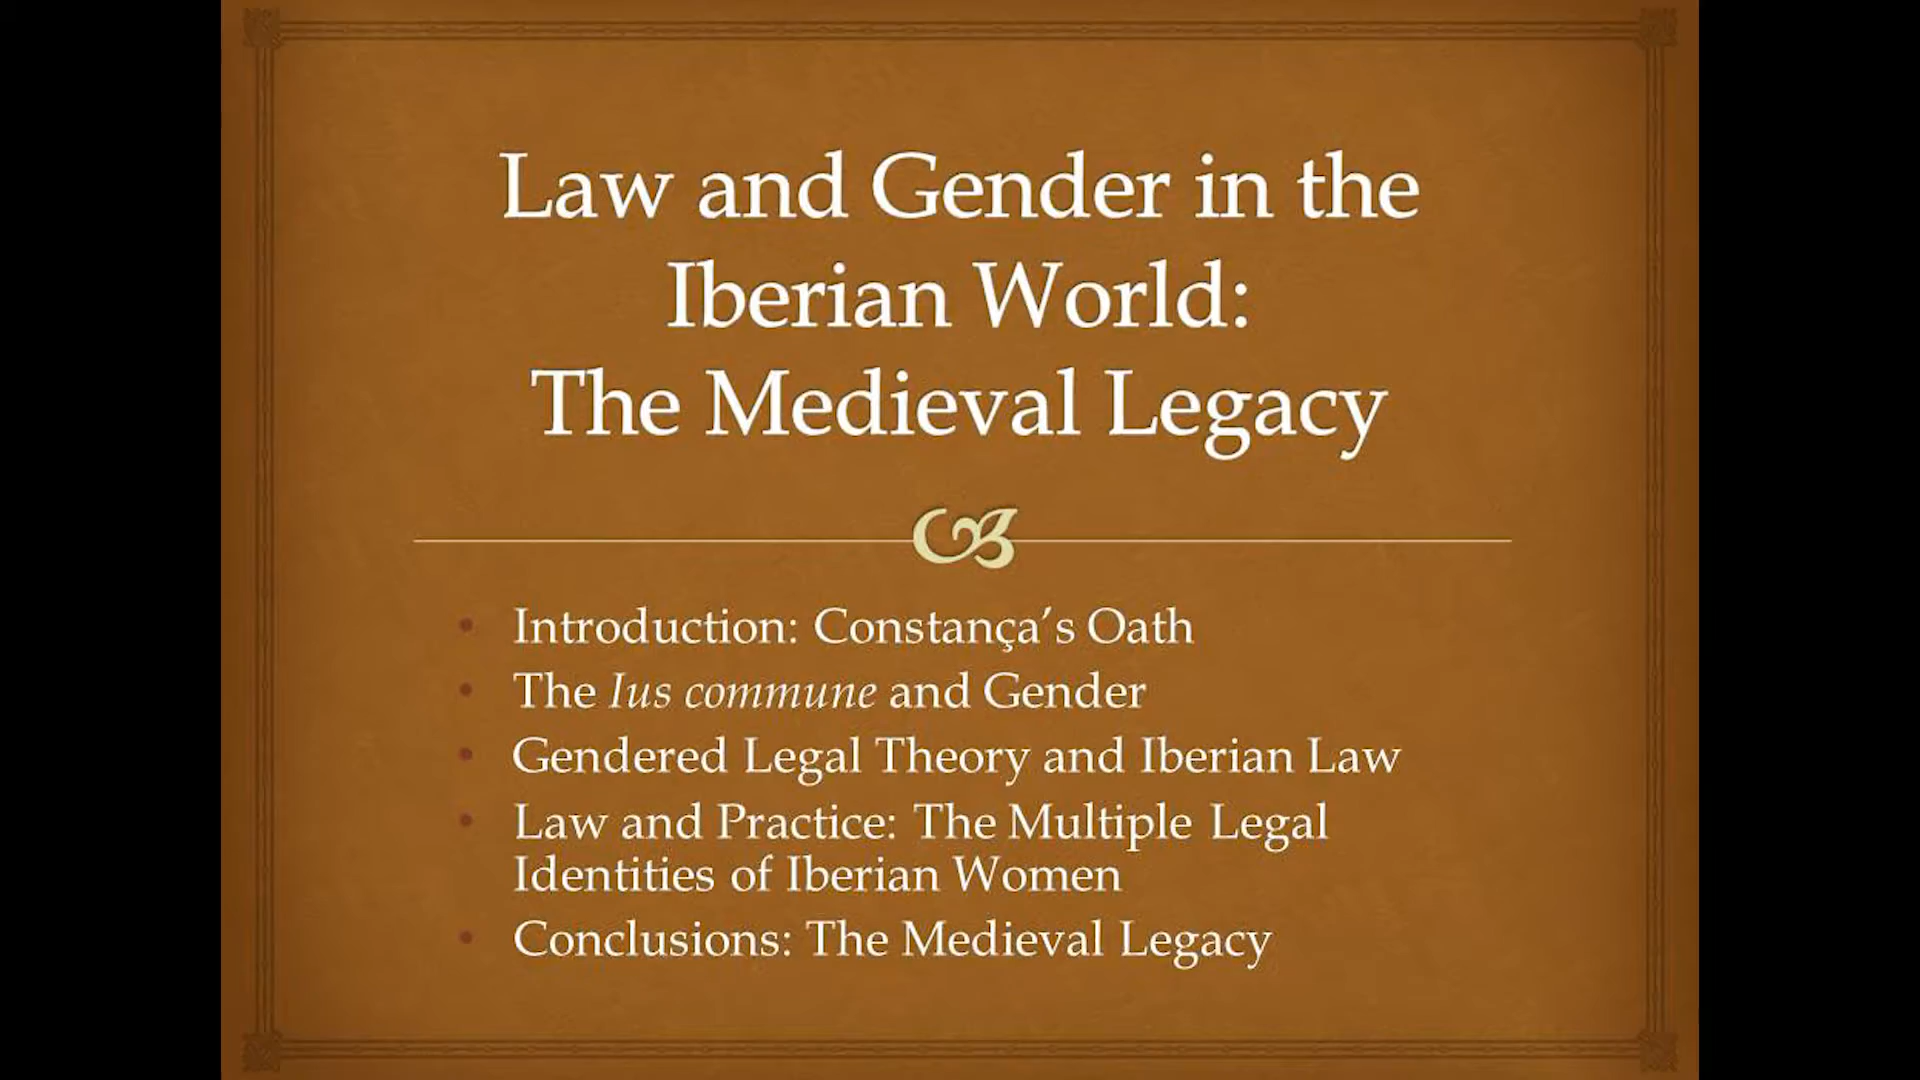 Law and Gender in the
Iberian World:
The Medieval Legacy
• Introduction: Constança’s Oath
• The Ius commune and Gender
• Gendered Legal Theory and Iberian Law
• Law and Practice: The Multiple Legal
Identities of Iberian Women
• Conclusions: The Medieval Legacy